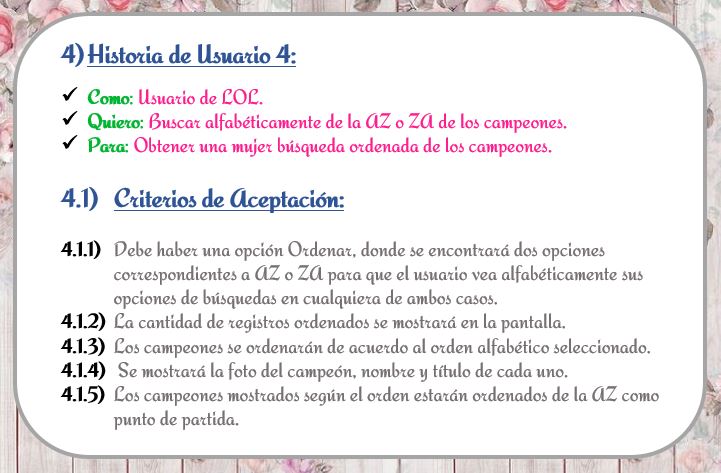 4) Historia de Usuario 4:
✓ Como: Usuario de LOL.
✓ Quiero: Buscar alfabéticamente de la AZ o ZA de los campeones.
✓ Para: Obtener una mujer búsqueda ordenada de los campeones.
4.1) Criterios de Aceptación:
4.1.1) Debe haber una opción Ordenar, donde se encontrará dos opciones
correspondientes a AZ o ZA para que el usuario vea alfabéticamente sus
opciones de búsquedas en cualquiera de ambos casos.
4.1.2) La cantidad de registros ordenados se mostrará en la pantalla.
4.1.3) Los campeones se ordenarán de acuerdo al orden alfabético seleccionado.
4.1.4) Se mostrará la foto del campeón, nombre y título de cada uno.
4.1.5) Los campeones mostrados según el orden estarán ordenados de la AZ como
punto de partida.